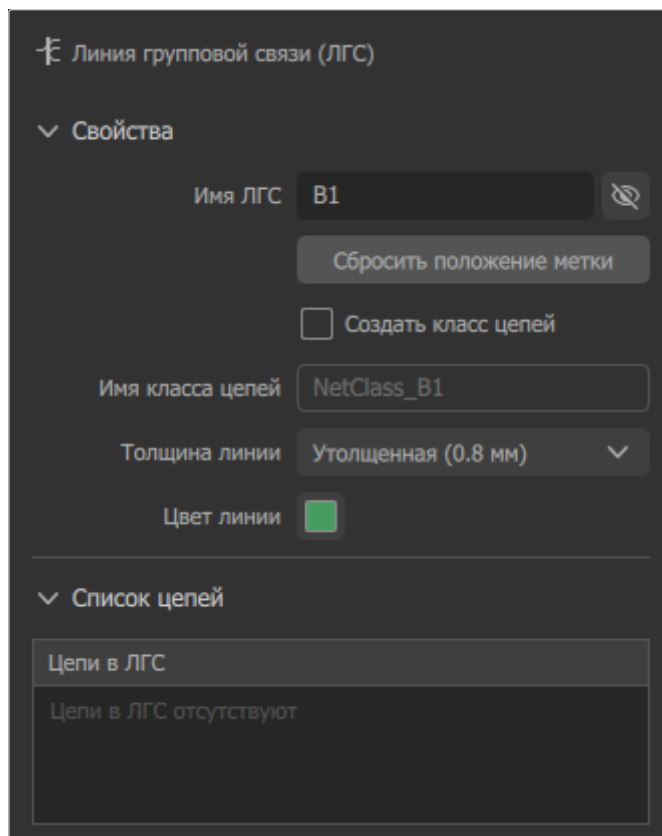 Линия групповой связи (ЛГС)
Свойства
Имя ЛГС B1
Сбросить положение метки
Создать класс цепей
Имя класса цепей NetClass_B1
Толщина линии Утолщенная (0.8 мм)
Цвет линии
Список цепей
Цепи в ЛГС
Цепи в ЛГС отсутствуют